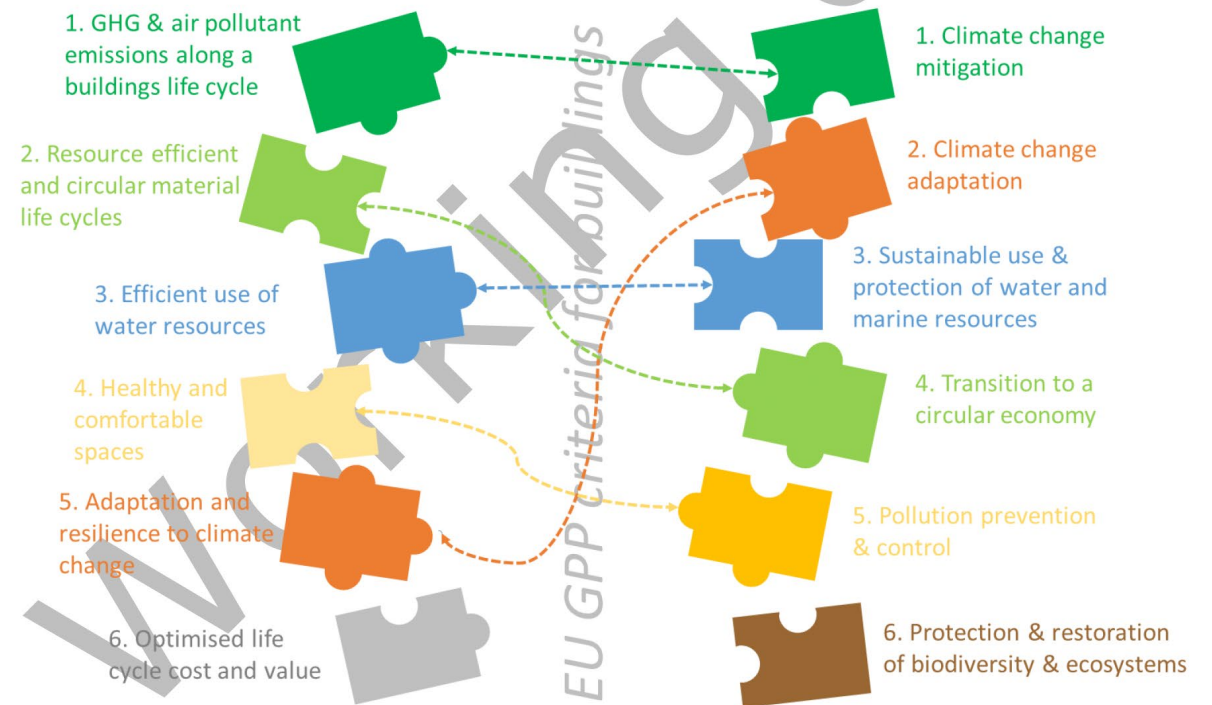 1. GHG & air pollutant
emissions along a
buildings life cycle
2. Resource efficient
and circular material
life cycles
3. Efficient use of
water resources
4. Healthy and
comfortable
spaces
5. Adaptation and
resilience to climate
change
6. Optimised life
cycle cost and value
EU GPP criteria for buildings
Working
1. Climate change
mitigation
2. Climate change
adaptation
3. Sustainable use &
protection of water and
marine resources
4. Transition to a
circular economy
5. Pollution prevention
& control
6. Protection & restoration
of biodiversity & ecosystems